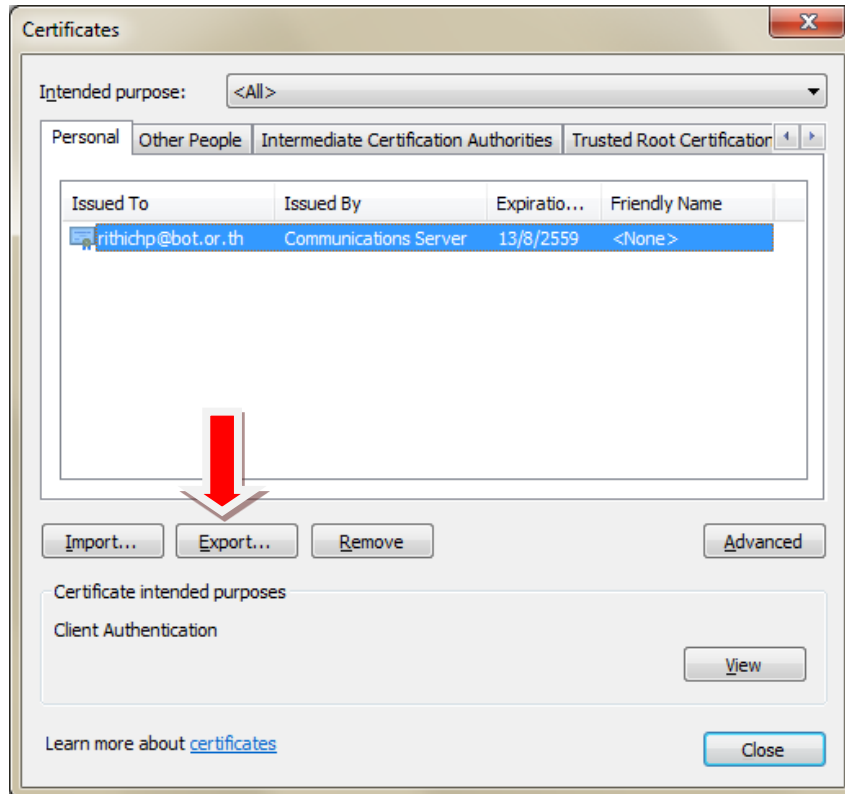 Certificates
Intended purpose: <All>
Personal Other People Intermediate Certification Authorities Trusted Root Certification
Issued To Issued By Expiratio... Friendly Name
rithichp@bot.or.th Communications Server 13/8/2559 <None>
Import... Export... Remove Advanced
Certificate intended purposes
Client Authentication
View
Learn more about certificates
Close